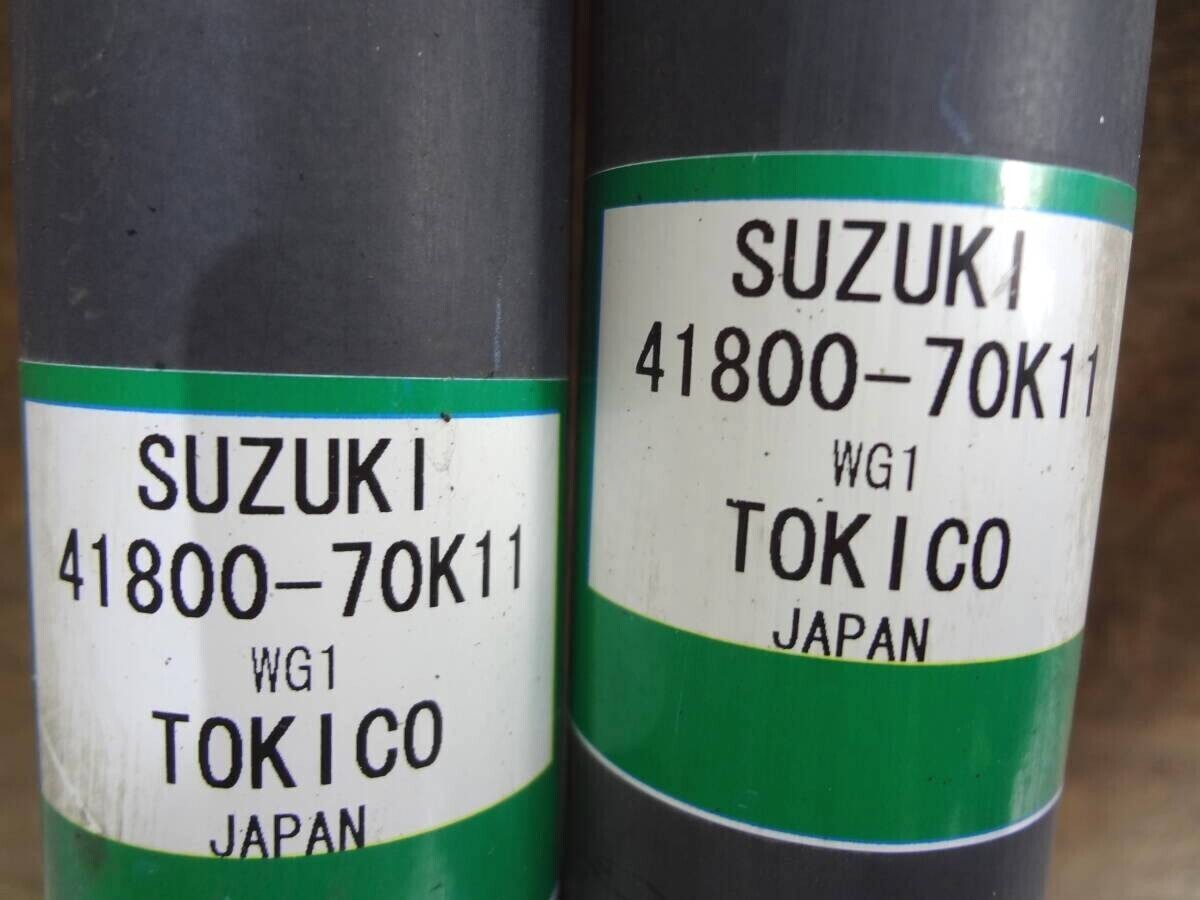 SUZUKI
41800-70K11
WG1
TOKICO
JAPAN
SUZUKI
41800-70K11
WG1
TOKICO
JAPAN